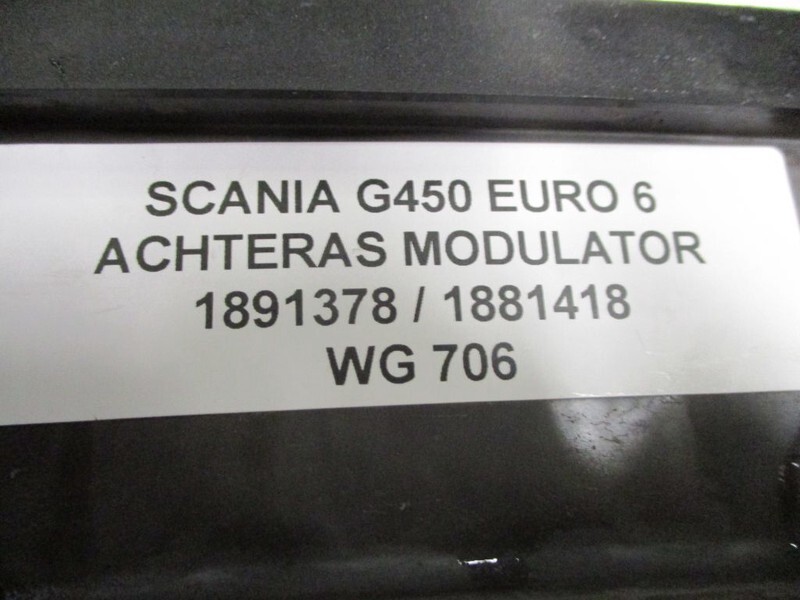 SCANIA G450 EURO 6
ACHTERAS MODULATOR
1891378 / 1881418
WG 706